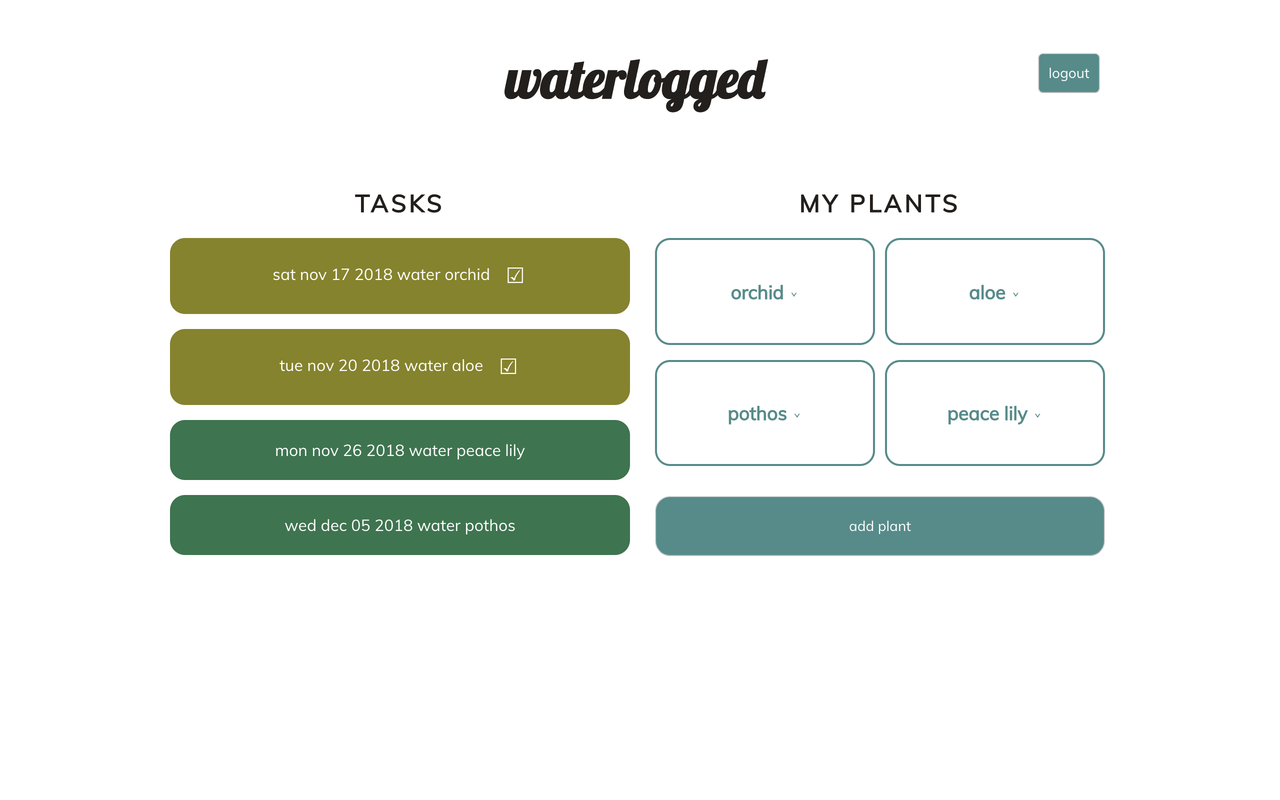 waterlogged
logout
TASKS
sat nov 17 2018 water orchid ☑
tue nov 20 2018 water aloe ☑
mon nov 26 2018 water peace lily
wed dec 05 2018 water pothos
MY PLANTS
orchid ˅
aloe ˅
pothos ˅
peace lily ˅
add plant